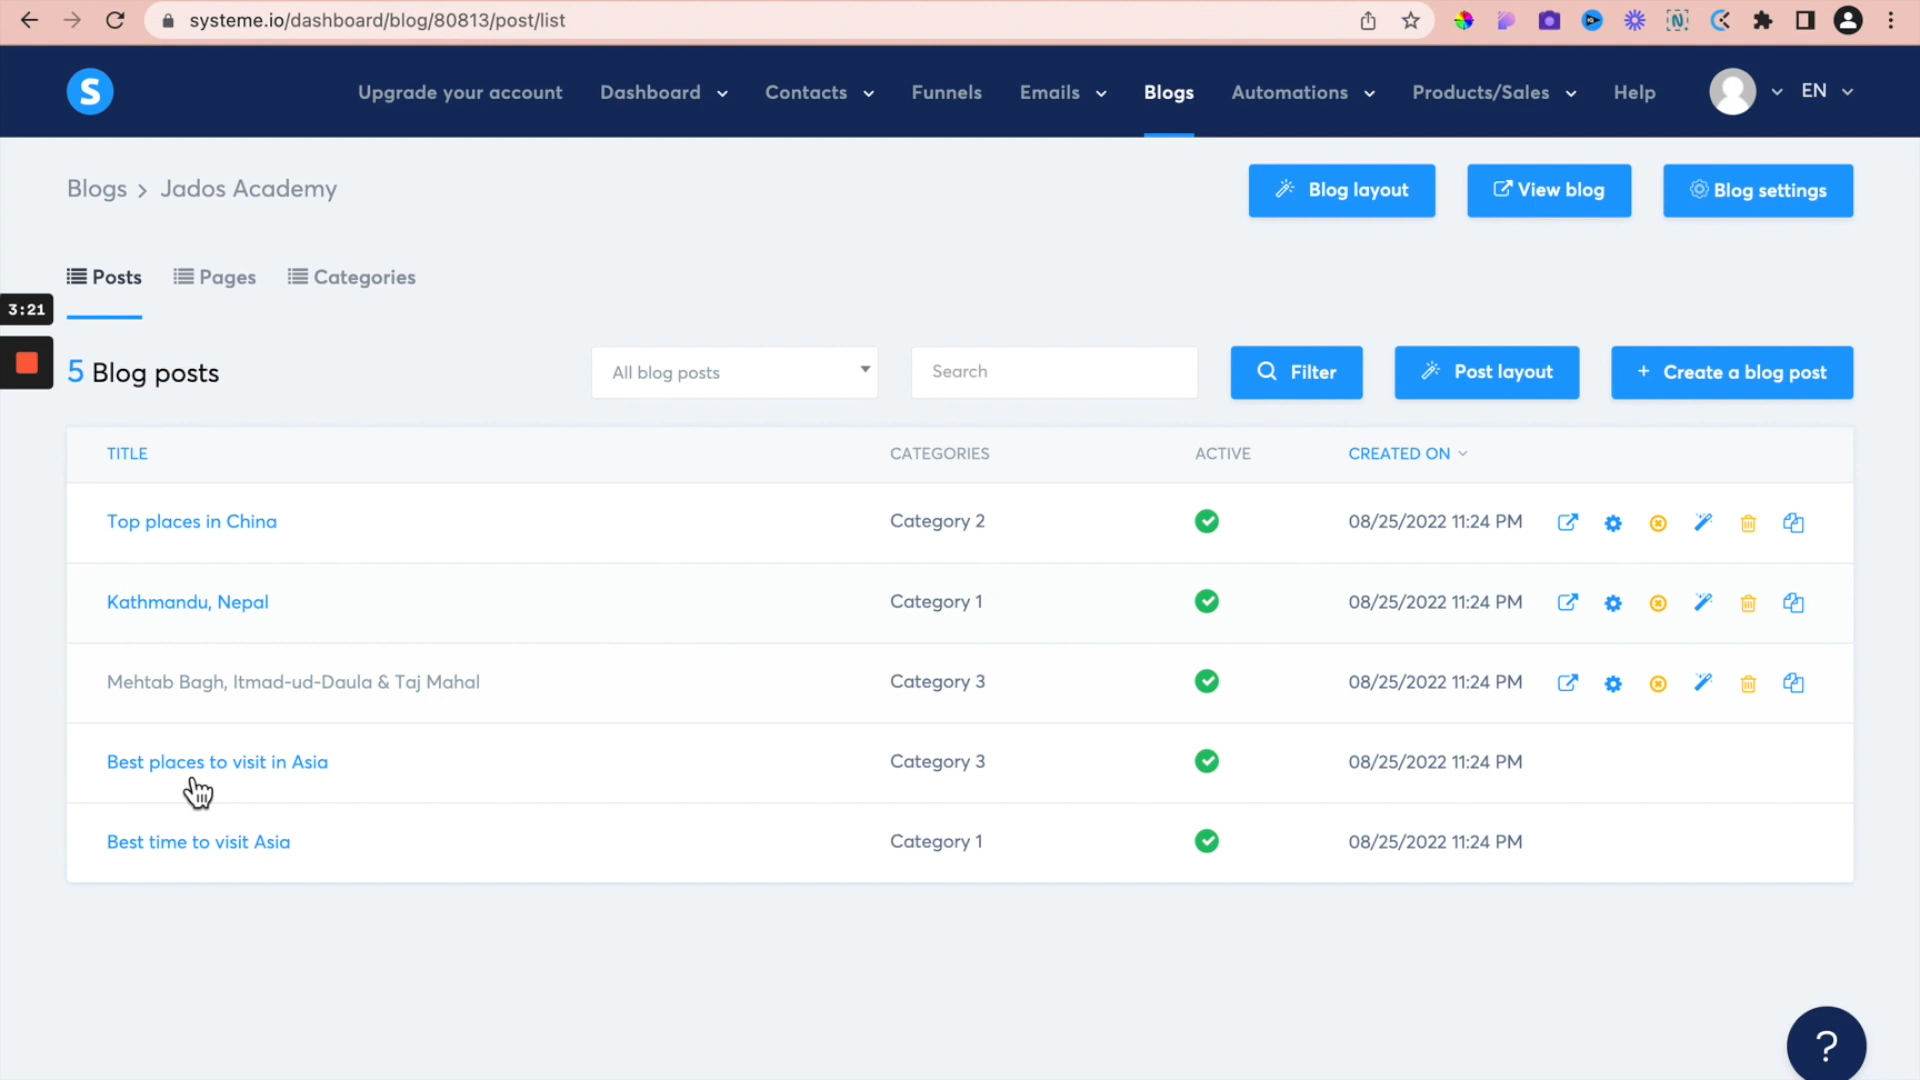 systeme.io/dashboard/blog/80813/post/list
S
Upgrade your account Dashboard Contacts Funnels Emails Blogs Automations Products/Sales Help EN
Blogs > Jados Academy
Blog layout View blog Blog settings
Posts Pages Categories
3:21
5 Blog posts All blog posts Search Filter Post layout + Create a blog post
TITLE CATEGORIES ACTIVE CREATED ON
Top places in China Category 2 08/25/2022 11:24 PM
Kathmandu, Nepal Category 1 08/25/2022 11:24 PM
Mehtab Bagh, Itmad-ud-Daula & Taj Mahal Category 3 08/25/2022 11:24 PM
Best places to visit in Asia Category 3 08/25/2022 11:24 PM
Best time to visit Asia Category 1 08/25/2022 11:24 PM
?